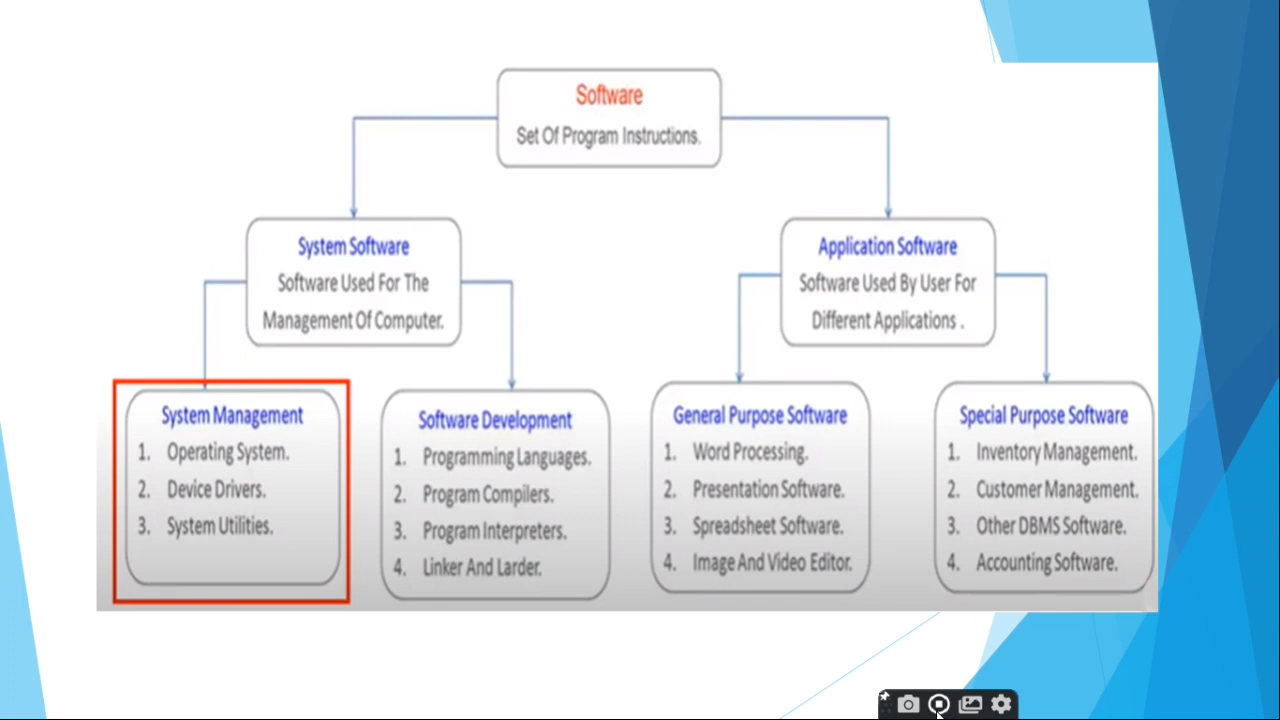 Software
Set Of Program Instructions.
System Software
Software Used For The
Management Of Computer.
Application Software
Software Used By User For
Different Applications .
System Management
1. Operating System.
2. Device Drivers.
3. System Utilities.
Software Development
1. Programming Languages.
2. Program Compilers.
3. Program Interpreters.
4. Linker And Larder.
General Purpose Software
1. Word Processing.
2. Presentation Software.
3. Spreadsheet Software.
4. Image And Video Editor.
Special Purpose Software
1. Inventory Management.
2. Customer Management.
3. Other DBMS Software.
4. Accounting Software.